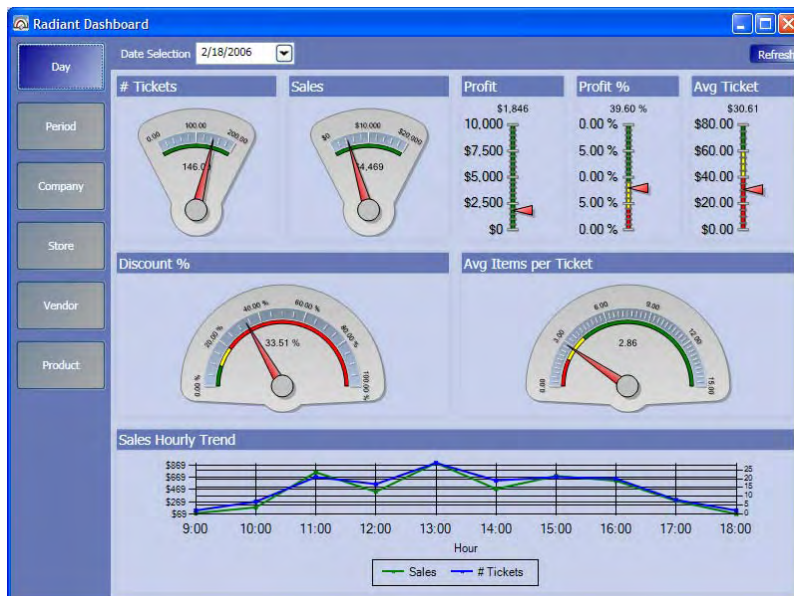 Radiant Dashboard
Date Selection 2/18/2006
Refresh
Day
Period
Company
Store
Vendor
Product
# Tickets
0.00
100.00
200.00
Sales
$0
$10,000
$20,000
4,469
Profit
$1,846
10,000
$7,500
$5,000
$2,500
$0
Profit %
39.60 %
0.00 %
5.00 %
0.00 %
5.00 %
0.00 %
Avg Ticket
$30.61
$80.00
$60.00
$40.00
$20.00
$0.00
Discount %
0.00 %
20.00 %
40.00 %
60.00 %
80.00 %
100.00 %
33.51 %
Avg Items per Ticket
0.00
3.00
6.00
9.00
12.00
15.00
2.86
Sales Hourly Trend
$869
$669
$469
$269
$69
25
20
15
10
5
0
9:00 10:00 11:00 12:00 13:00 14:00 15:00 16:00 17:00 18:00
Hour
Sales # Tickets